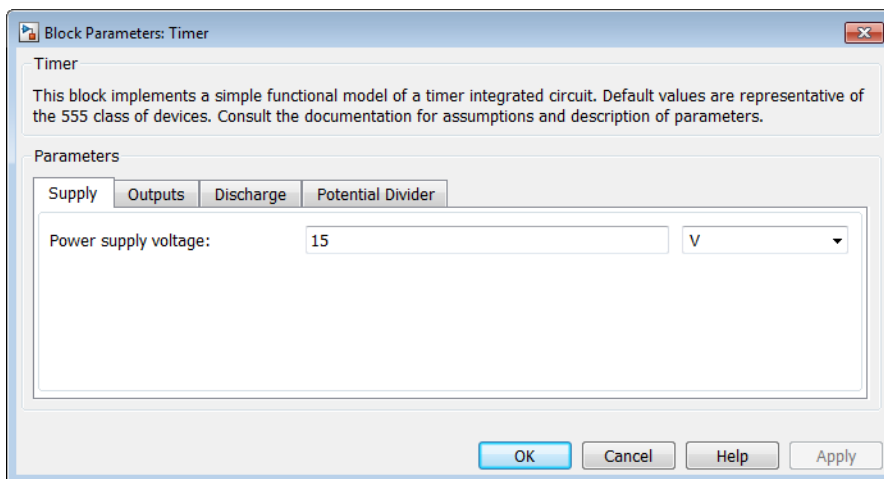 Block Parameters: Timer
Timer
This block implements a simple functional model of a timer integrated circuit. Default values are representative of
the 555 class of devices. Consult the documentation for assumptions and description of parameters.
Parameters
Supply Outputs Discharge Potential Divider
Power supply voltage: 15 V
OK Cancel Help Apply